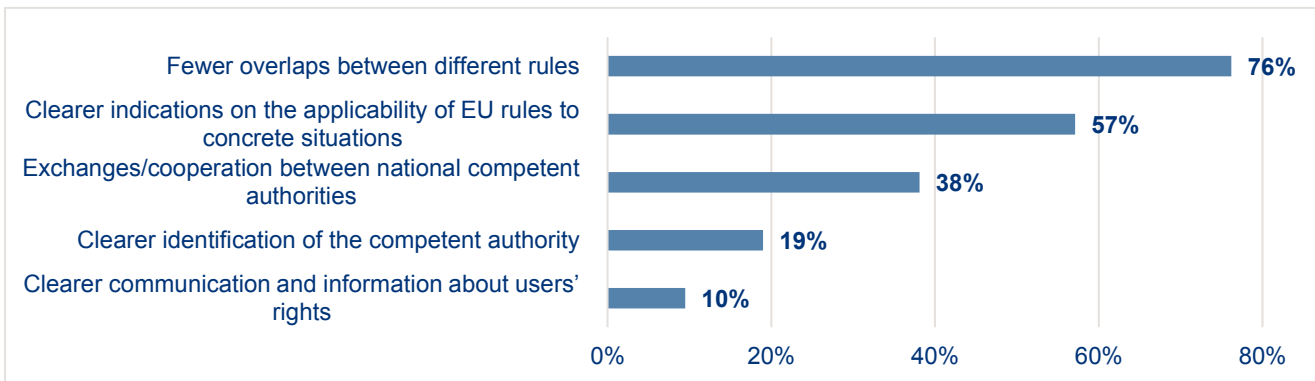 Fewer overlaps between different rules
76%
Clearer indications on the applicability of EU rules to
concrete situations
57%
Exchanges/cooperation between national competent
authorities
38%
Clearer identification of the competent authority
19%
Clearer communication and information about users’
rights
10%
0% 20% 40% 60% 80%